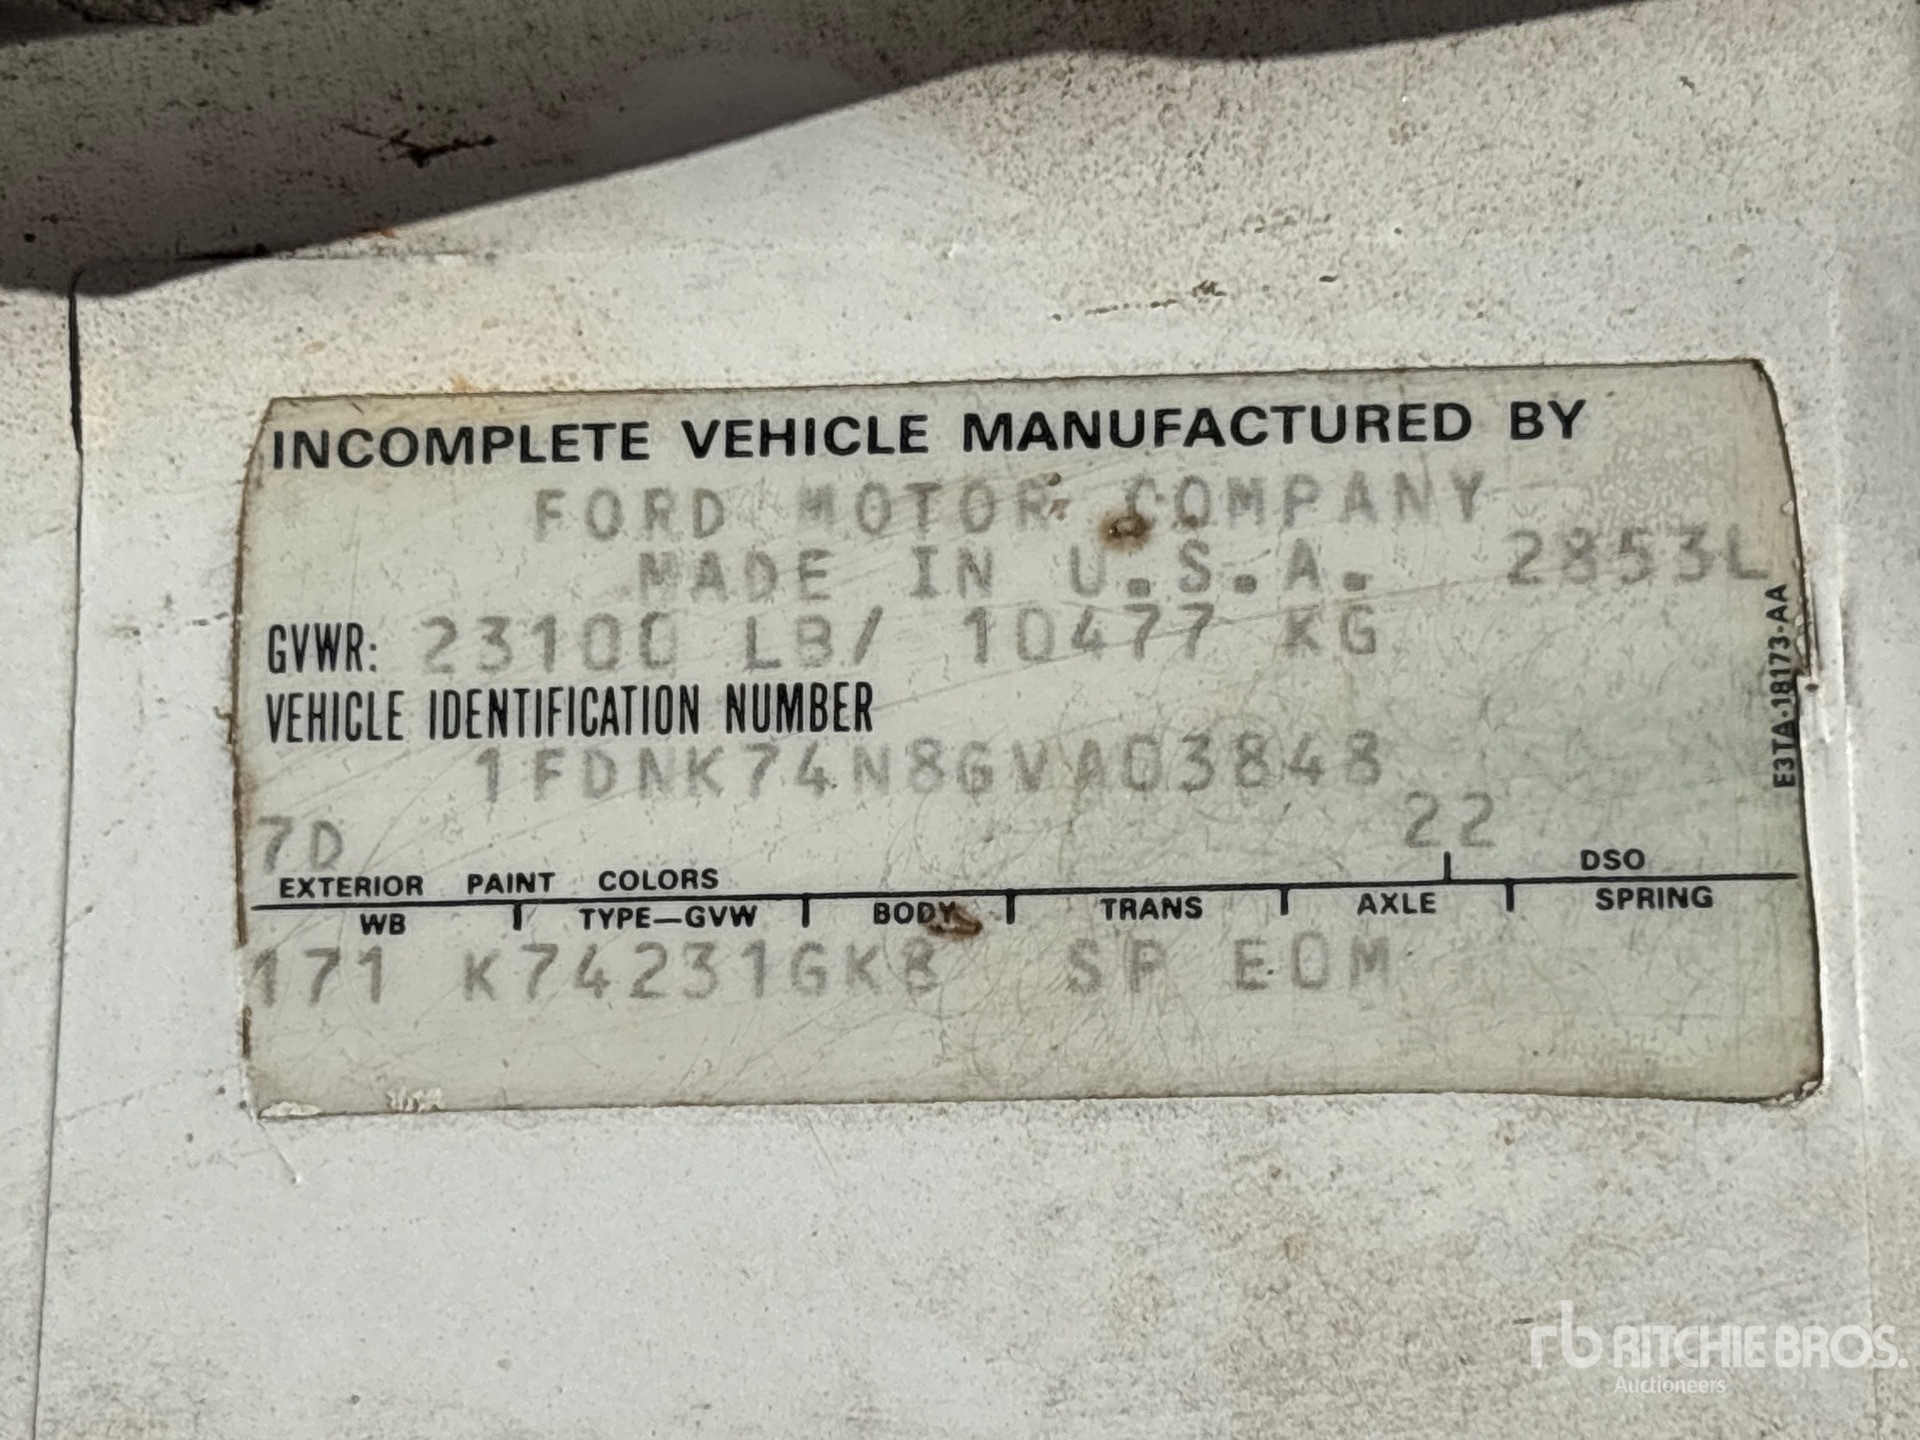 INCOMPLETE VEHICLE MANUFACTURED BY
FORD MOTOR COMPANY
MADE IN U.S.A. 2853L
GVWR: 23100 LB/ 10477 KG
VEHICLE IDENTIFICATION NUMBER
1FDNK74N8GVA03848
E3TA-18173-AA
7D 22
EXTERIOR PAINT COLORS DSO
WB TYPE—GVW BODY TRANS AXLE SPRING
171 K74231GKB SP EOM
rb RITCHIE BROS.
Auctioneers